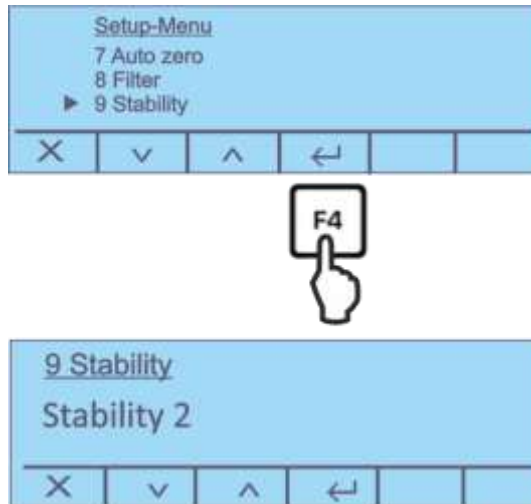 Setup-Menu
7 Auto zero
8 Filter
9 Stability
F4
9 Stability
Stability 2